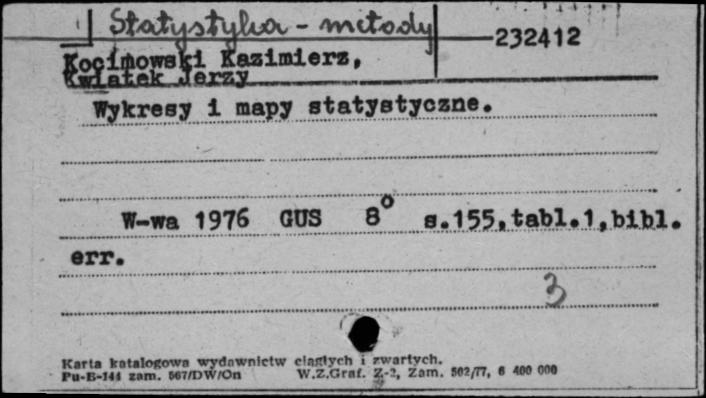 Statystyka - metody
232412
Kocimowski Kazimierz,
Kwiatek Jerzy
Wykresy i mapy statystyczne.
W-wa 1976 GUS 8° s.155,tabl.1,bibl.
err.
3
Karta katalogowa wydawnictw ciągłych i zwartych.
Pu-E-144 zam. 567/DW/On W.Z.Graf. Z-2, Zam. 502/77, 6 400 000